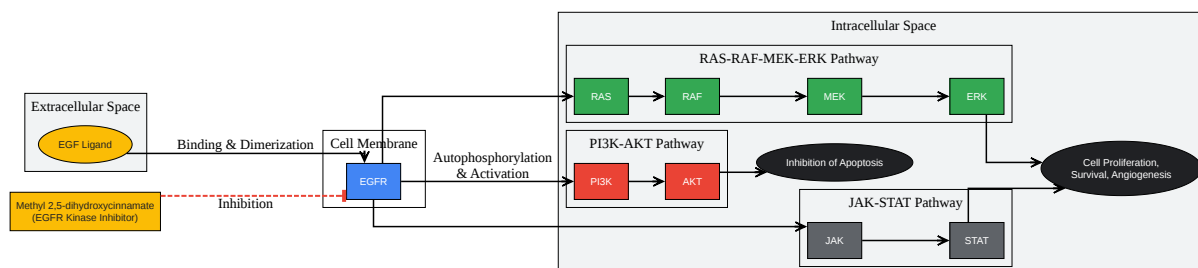 Intracellular Space
RAS-RAF-MEK-ERK Pathway
RAS
RAF
MEK
ERK
Extracellular Space
EGF Ligand
Binding & Dimerization
Cell Membrane
EGFR
Autophosphorylation
& Activation
PI3K-AKT Pathway
PI3K
AKT
Inhibition of Apoptosis
Cell Proliferation,
Survival, Angiogenesis
Methyl 2,5-dihydroxycinnamate
(EGFR Kinase Inhibitor)
Inhibition
JAK-STAT Pathway
JAK
STAT